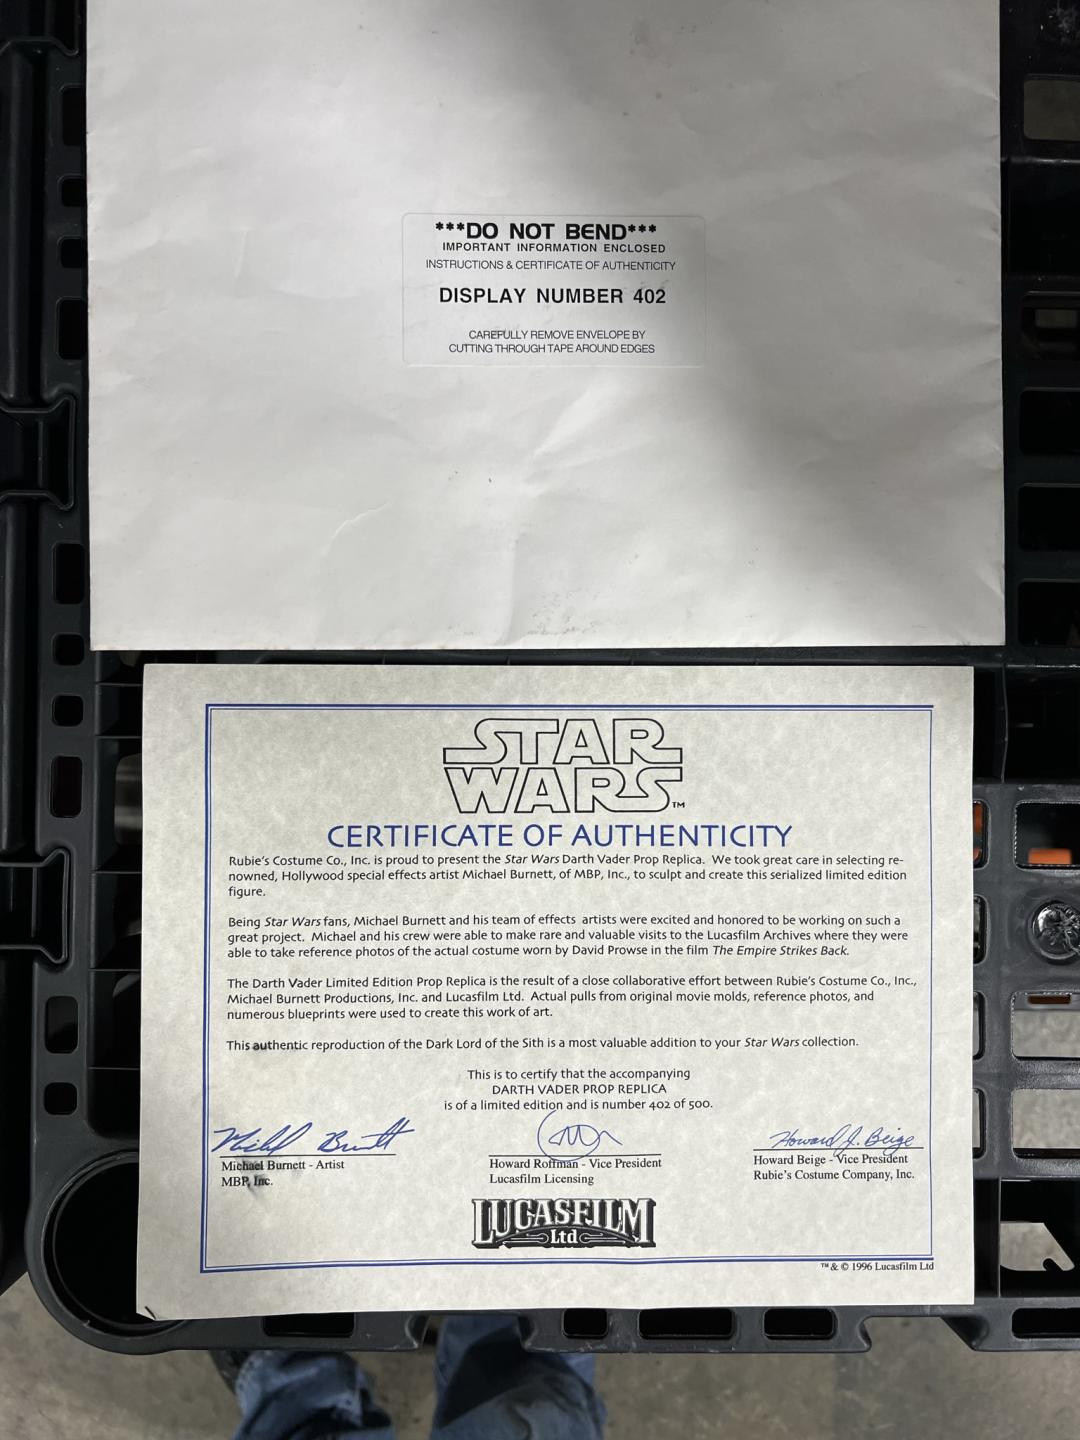 ***DO NOT BEND***
IMPORTANT INFORMATION ENCLOSED
INSTRUCTIONS & CERTIFICATE OF AUTHENTICITY
DISPLAY NUMBER 402
CAREFULLY REMOVE ENVELOPE BY
CUTTING THROUGH TAPE AROUND EDGES
STAR
WARS™
CERTIFICATE OF AUTHENTICITY
Rubie's Costume Co., Inc. is proud to present the Star Wars Darth Vader Prop Replica. We took great care in selecting re-
nowned, Hollywood special effects artist Michael Burnett, of MBP, Inc., to sculpt and create this serialized limited edition
figure.
Being Star Wars fans, Michael Burnett and his team of effects artists were excited and honored to be working on such a
great project. Michael and his crew were able to make rare and valuable visits to the Lucasfilm Archives where they were
able to take reference photos of the actual costume worn by David Prowse in the film The Empire Strikes Back.
The Darth Vader Limited Edition Prop Replica is the result of a close collaborative effort between Rubie's Costume Co., Inc.,
Michael Burnett Productions, Inc. and Lucasfilm Ltd. Actual pulls from original movie molds, reference photos, and
numerous blueprints were used to create this work of art.
This authentic reproduction of the Dark Lord of the Sith is a most valuable addition to your Star Wars collection.
This is to certify that the accompanying
DARTH VADER PROP REPLICA
is of a limited edition and is number 402 of 500.
Michael Burnett
Michael Burnett - Artist
MBP, Inc.
Howard Roffman - Vice President
Lucasfilm Licensing
Howard J. Beige
Howard Beige - Vice President
Rubie's Costume Company, Inc.
LUCASFILM
Ltd
™ & © 1996 Lucasfilm Ltd